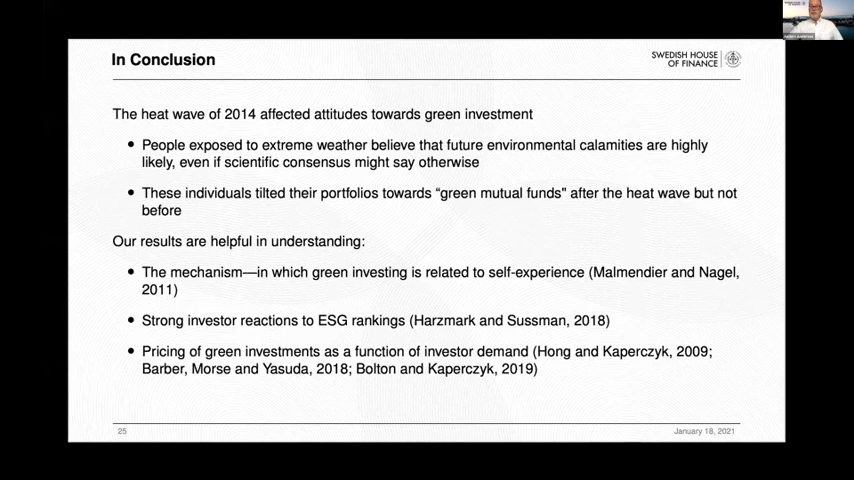 In Conclusion
SWEDISH HOUSE
OF FINANCE
The heat wave of 2014 affected attitudes towards green investment
• People exposed to extreme weather believe that future environmental calamities are highly
likely, even if scientific consensus might say otherwise
• These individuals tilted their portfolios towards “green mutual funds" after the heat wave but not
before
Our results are helpful in understanding:
• The mechanism—in which green investing is related to self-experience (Malmendier and Nagel,
2011)
• Strong investor reactions to ESG rankings (Harzmark and Sussman, 2018)
• Pricing of green investments as a function of investor demand (Hong and Kaperczyk, 2009;
Barber, Morse and Yasuda, 2018; Bolton and Kaperczyk, 2019)
25
January 18, 2021